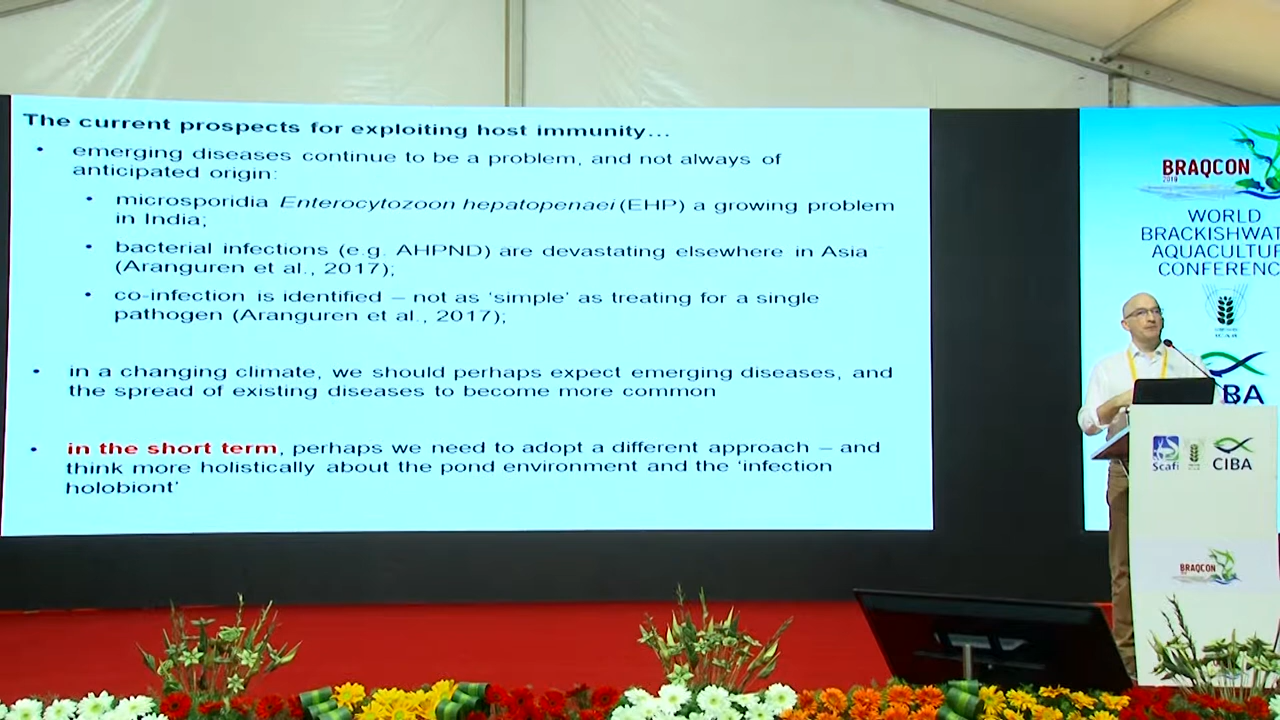 The current prospects for exploiting host immunity...
• emerging diseases continue to be a problem, and not always of
anticipated origin:
• microsporidia Enterocytozoon hepatopenaei (EHP) a growing problem
in India;
• bacterial infections (e.g. AHPND) are devastating elsewhere in Asia
(Aranguren et al., 2017);
• co-infection is identified – not as 'simple' as treating for a single
pathogen (Aranguren et al., 2017);
• in a changing climate, we should perhaps expect emerging diseases, and
the spread of existing diseases to become more common
• in the short term, perhaps we need to adopt a different approach – and
think more holistically about the pond environment and the 'infection
holobiont'
BRAQCON
2019
WORLD
BRACKISHWAT
AQUACULTUR
CONFERENC
ICAR
BA
Scafi
CIBA
BRAQCON